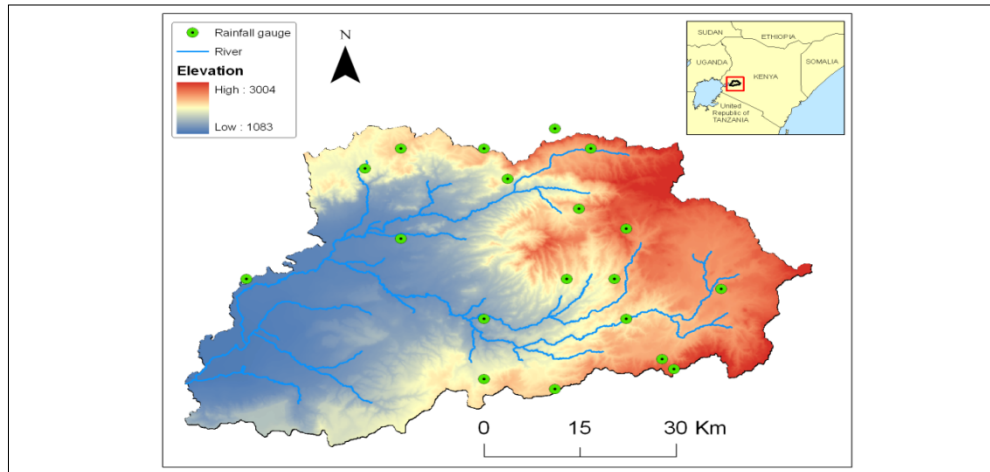 Rainfall gauge
River
Elevation
High : 3004
Low : 1083
N
SUDAN
ETHIOPIA
UGANDA
KENYA
SOMALIA
United
Republic of
TANZANIA
0 15 30 Km